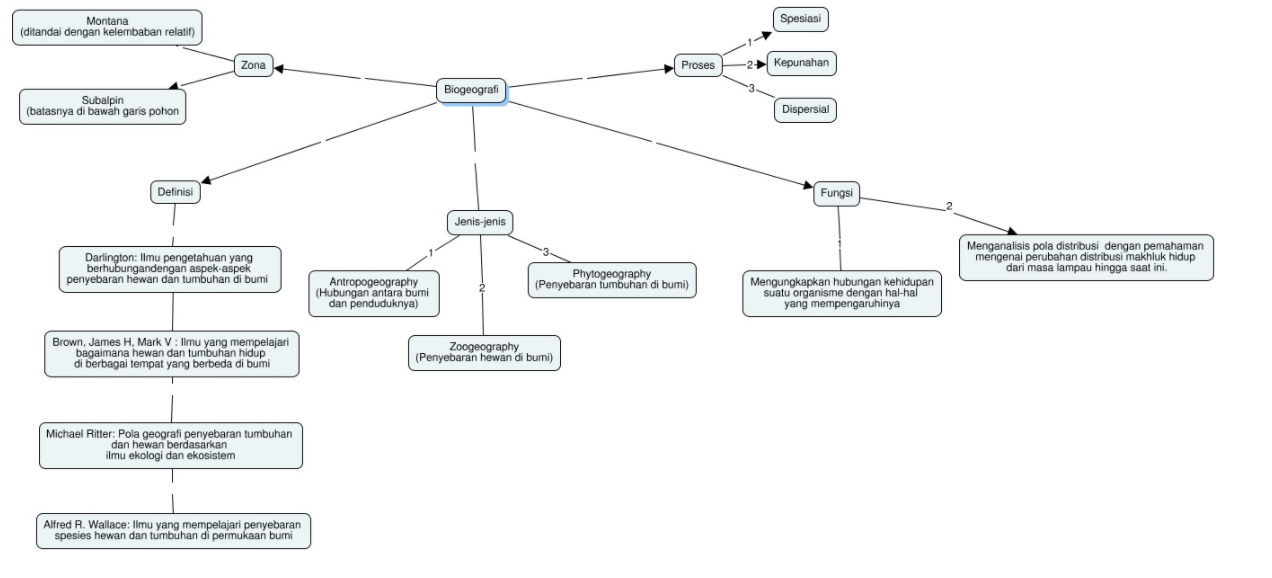 Montana
(ditandai dengan kelembaban relatif)
Zona
Subalpin
(batasnya di bawah garis pohon
Biogeografi
Proses
1
2
3
Spesiasi
Kepunahan
Dispersial
Definisi
Darlington: Ilmu pengetahuan yang
berhubungandengan aspek-aspek
penyebaran hewan dan tumbuhan di bumi
Brown, James H, Mark V : Ilmu yang mempelajari
bagaimana hewan dan tumbuhan hidup
di berbagai tempat yang berbeda di bumi
Michael Ritter: Pola geografi penyebaran tumbuhan
dan hewan berdasarkan
ilmu ekologi dan ekosistem
Alfred R. Wallace: Ilmu yang mempelajari penyebaran
spesies hewan dan tumbuhan di permukaan bumi
Jenis-jenis
1
2
3
Antropogeography
(Hubungan antara bumi
dan penduduknya)
Zoogeography
(Penyebaran hewan di bumi)
Phytogeography
(Penyebaran tumbuhan di bumi)
Fungsi
1
2
Mengungkapkan hubungan kehidupan
suatu organisme dengan hal-hal
yang mempengaruhinya
Menganalisis pola distribusi dengan pemahaman
mengenai perubahan distribusi makhluk hidup
dari masa lampau hingga saat ini.